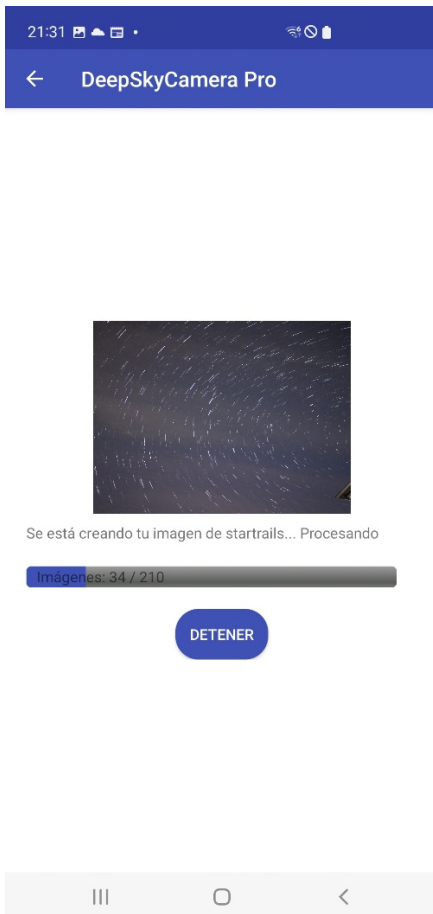 21:31
DeepSkyCamera Pro
Se está creando tu imagen de startrails... Procesando
Imágenes: 34 / 210
DETENER